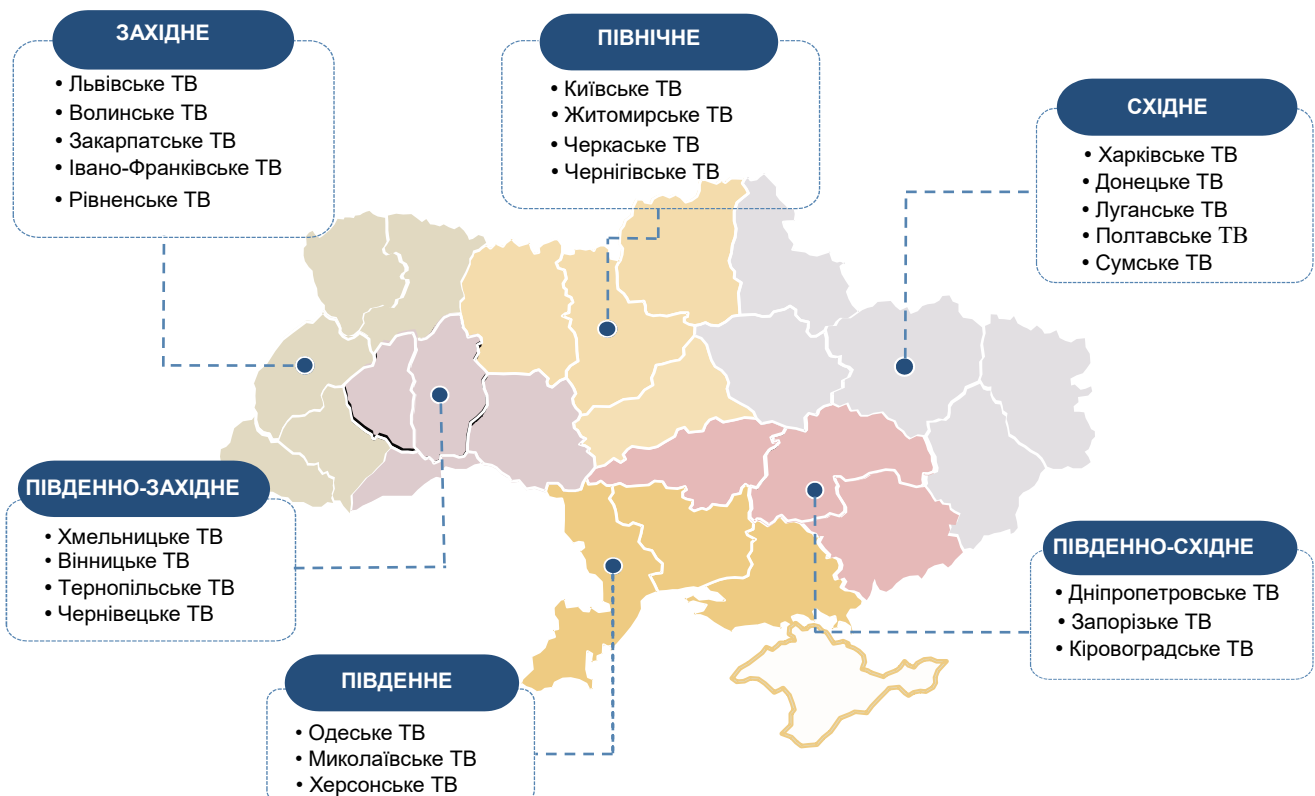 ЗАХІДНЕ
• Львівське ТВ
• Волинське ТВ
• Закарпатське ТВ
• Івано-Франківське ТВ
• Рівненське ТВ
ПІВНІЧНЕ
• Київське ТВ
• Житомирське ТВ
• Черкаське ТВ
• Чернігівське ТВ
СХІДНЕ
• Харківське ТВ
• Донецьке ТВ
• Луганське ТВ
• Полтавське ТВ
• Сумське ТВ
ПІВДЕННО-ЗАХІДНЕ
• Хмельницьке ТВ
• Вінницьке ТВ
• Тернопільське ТВ
• Чернівецьке ТВ
ПІВДЕННО-СХІДНЕ
• Дніпропетровське ТВ
• Запорізьке ТВ
• Кіровоградське ТВ
ПІВДЕННЕ
• Одеське ТВ
• Миколаївське ТВ
• Херсонське ТВ